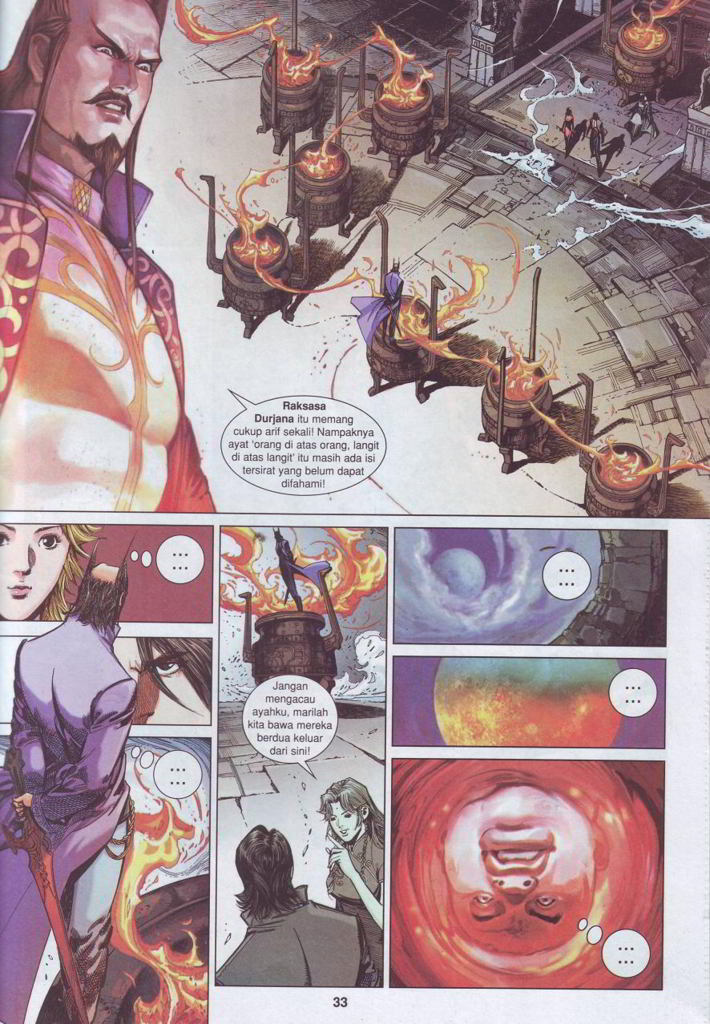 Raksasa
Durjana itu memang
cukup arif sekali! Nampaknya
ayat 'orang di atas orang, langit
di atas langit' itu masih ada isi
tersirat yang belum dapat
difahami!
... ...
... ...
Jangan
mengacau
ayahku, marilah
kita bawa mereka
berdua keluar
dari sini!
... ...
... ...
... ...
33